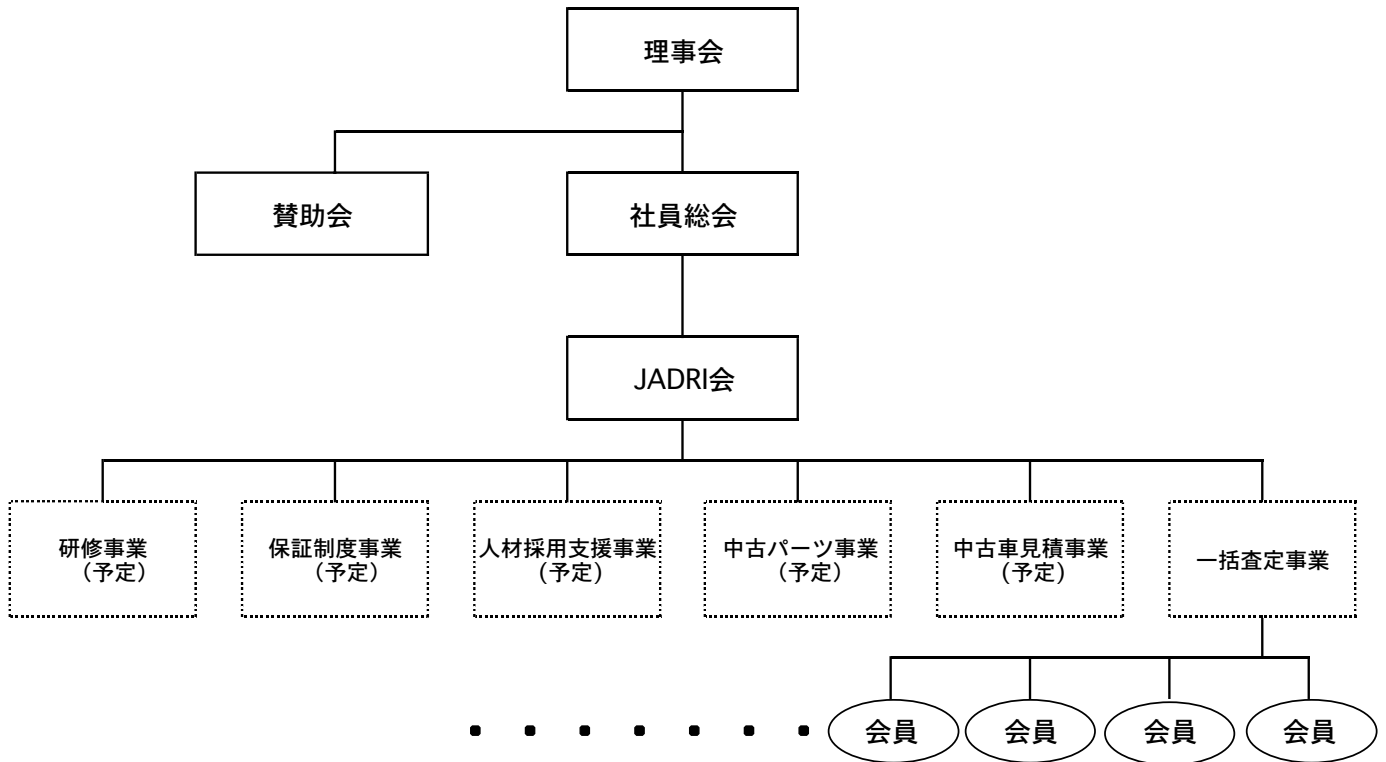 理事会
賛助会
社員総会
JADRI会
研修事業
（予定）
保証制度事業
（予定）
人材採用支援事業
(予定)
中古パーツ事業
（予定）
中古車見積事業
(予定)
一括査定事業
・・・・・・・
会員
会員
会員
会員